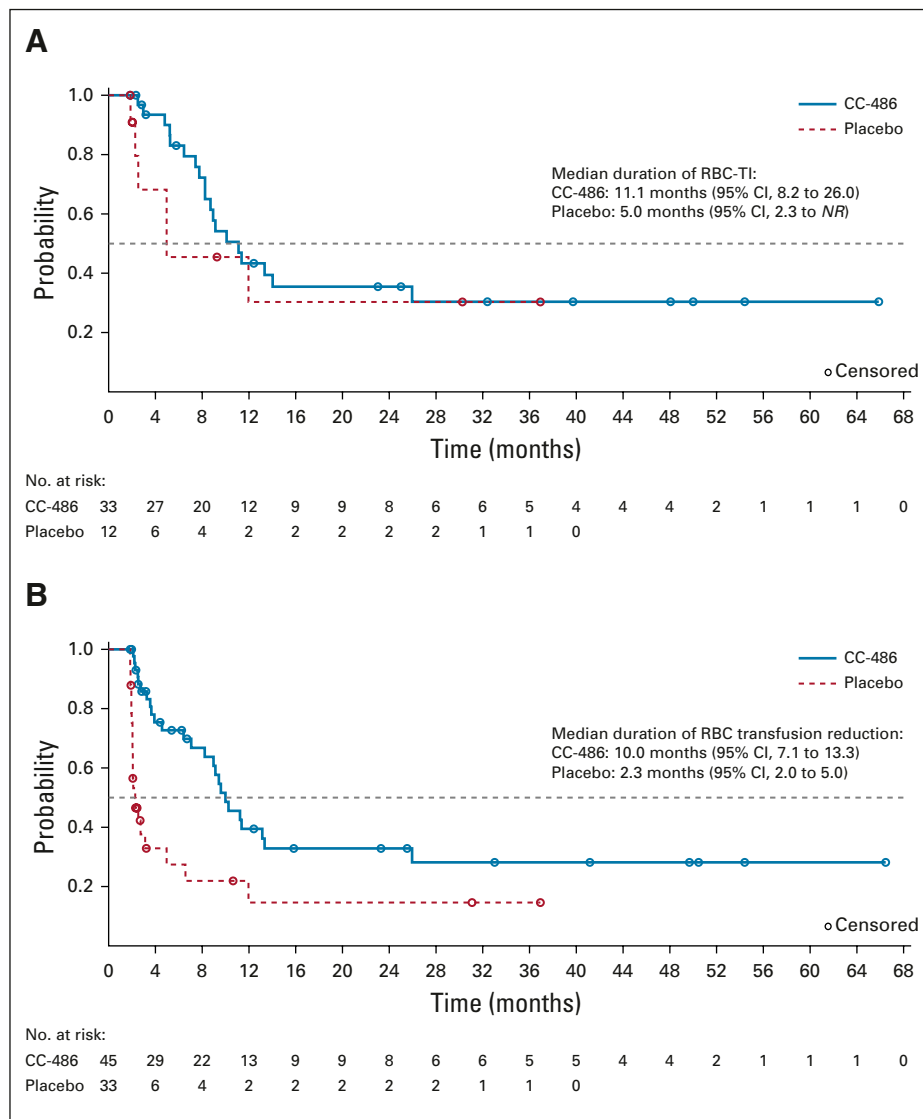 A
1.0
0.8
0.6
0.4
0.2
Probability
CC-486
Placebo
Median duration of RBC-TI:
CC-486: 11.1 months (95% CI, 8.2 to 26.0)
Placebo: 5.0 months (95% CI, 2.3 to NR)
Censored
0 4 8 12 16 20 24 28 32 36 40 44 48 52 56 60 64 68
Time (months)
No. at risk:
CC-486 33 27 20 12 9 9 8 6 6 5 4 4 4 2 1 1 1 0
Placebo 12 6 4 2 2 2 2 2 1 1 0
B
1.0
0.8
0.6
0.4
0.2
Probability
CC-486
Placebo
Median duration of RBC transfusion reduction:
CC-486: 10.0 months (95% CI, 7.1 to 13.3)
Placebo: 2.3 months (95% CI, 2.0 to 5.0)
Censored
0 4 8 12 16 20 24 28 32 36 40 44 48 52 56 60 64 68
Time (months)
No. at risk:
CC-486 45 29 22 13 9 9 8 6 6 5 5 4 4 2 1 1 1 0
Placebo 33 6 4 2 2 2 2 2 1 1 0